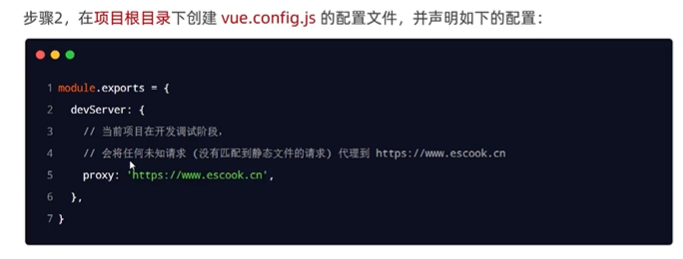 步骤2，在项目根目录下创建 vue.config.js 的配置文件，并声明如下的配置：
1 module.exports = {
2 devServer: {
3 // 当前项目在开发调试阶段，
4 // 会将任何未知请求 (没有匹配到静态文件的请求) 代理到 https://www.escook.cn
5 proxy: 'https://www.escook.cn',
6 },
7 }